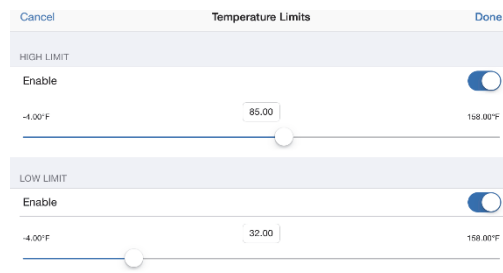 Cancel Temperature Limits Done
HIGH LIMIT
Enable
-4.00°F 85.00 158.00°F
LOW LIMIT
Enable
-4.00°F 32.00 158.00°F